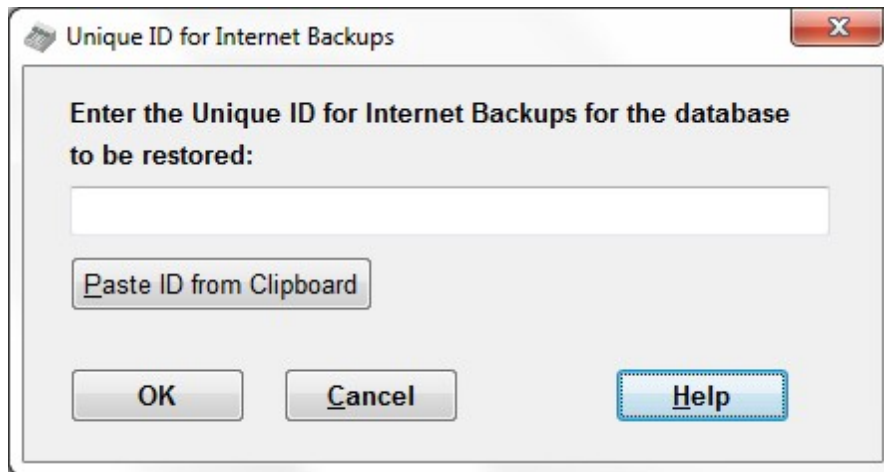 Unique ID for Internet Backups
Enter the Unique ID for Internet Backups for the database
to be restored:
Paste ID from Clipboard
OK
Cancel
Help